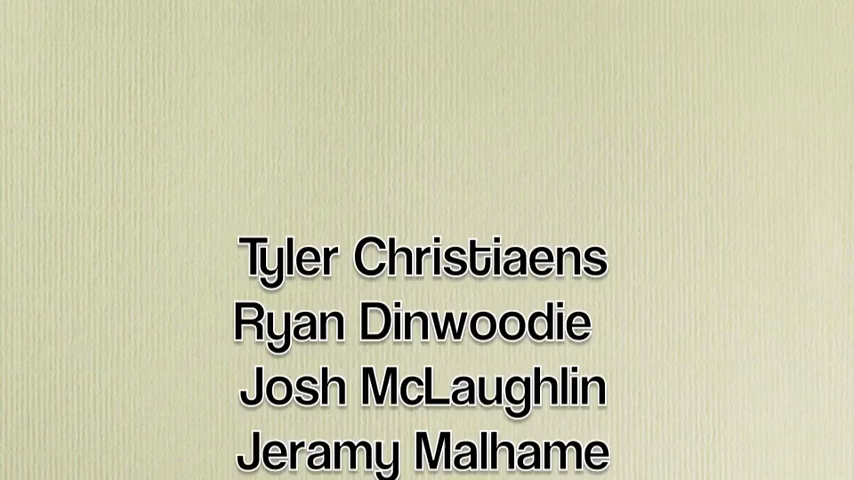 Tyler Christiaens
Ryan Dinwoodie
Josh McLaughlin
Jeramy Malhame